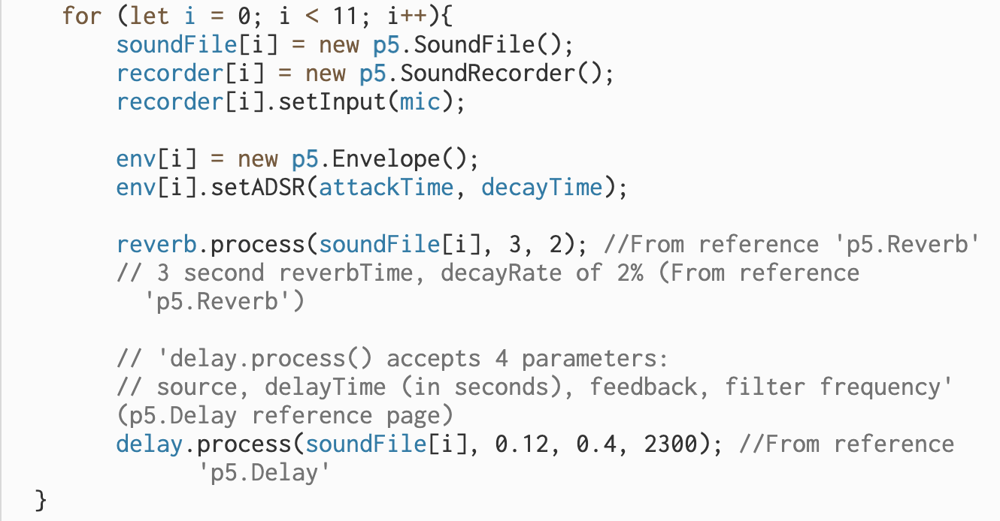 for (let i = 0; i < 11; i++){
soundFile[i] = new p5.SoundFile();
recorder[i] = new p5.SoundRecorder();
recorder[i].setInput(mic);
env[i] = new p5.Envelope();
env[i].setADSR(attackTime, decayTime);
reverb.process(soundFile[i], 3, 2); //From reference 'p5.Reverb'
// 3 second reverbTime, decayRate of 2% (From reference
'p5.Reverb')
// 'delay.process() accepts 4 parameters:
// source, delayTime (in seconds), feedback, filter frequency'
(p5.Delay reference page)
delay.process(soundFile[i], 0.12, 0.4, 2300); //From reference
'p5.Delay'
}